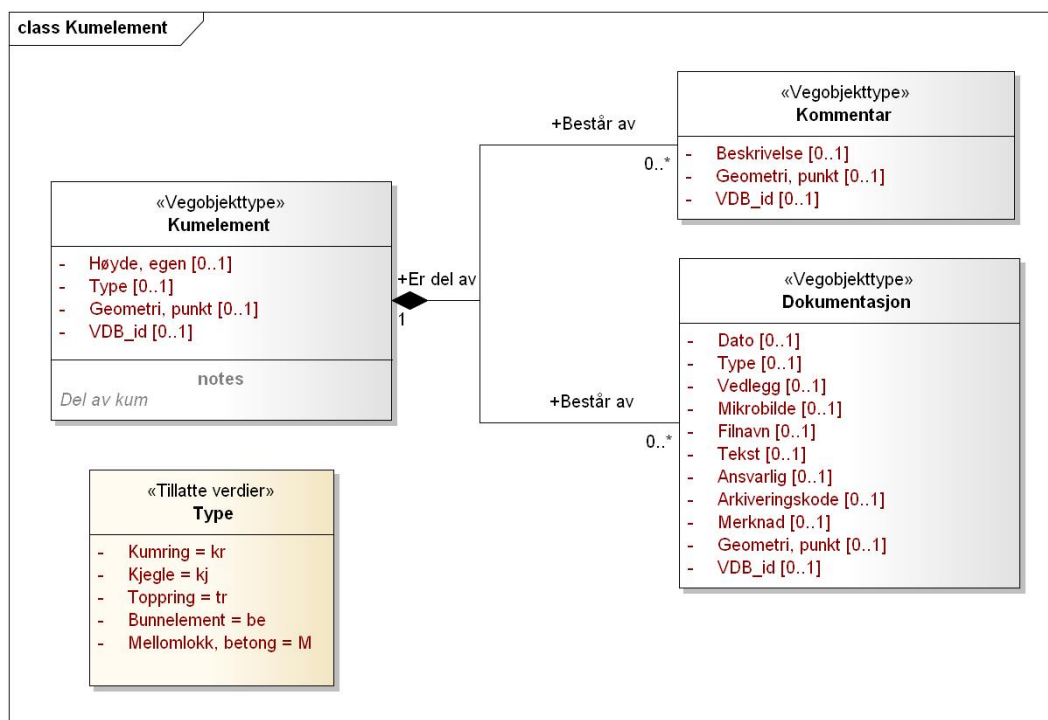 class Kumelement
«Vegobjekttype»
Kumelement
- Høyde, egen [0..1]
- Type [0..1]
- Geometri, punkt [0..1]
- VDB_id [0..1]
notes
Del av kum
+Er del av
1
+Består av
0..*
«Vegobjekttype»
Kommentar
- Beskrivelse [0..1]
- Geometri, punkt [0..1]
- VDB_id [0..1]
+Består av
0..*
«Vegobjekttype»
Dokumentasjon
- Dato [0..1]
- Type [0..1]
- Vedlegg [0..1]
- Mikrobilde [0..1]
- Filnavn [0..1]
- Tekst [0..1]
- Ansvarlig [0..1]
- Arkiveringskode [0..1]
- Merknad [0..1]
- Geometri, punkt [0..1]
- VDB_id [0..1]
«Tillatte verdier»
Type
- Kumring = kr
- Kjegle = kj
- Toppring = tr
- Bunnelement = be
- Mellomlokk, betong = M